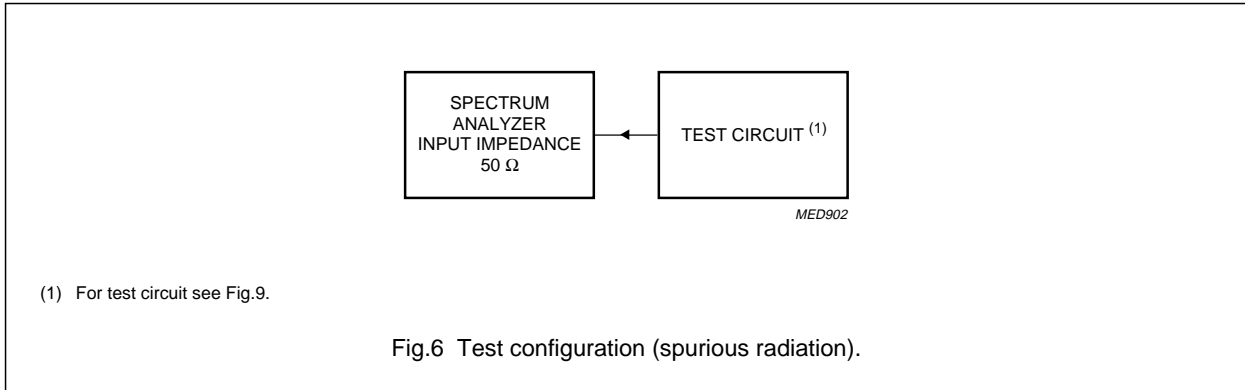 SPECTRUM
ANALYZER
INPUT IMPEDANCE
50 Ω
TEST CIRCUIT (1)
MED902
(1) For test circuit see Fig.9.
Fig.6 Test configuration (spurious radiation).